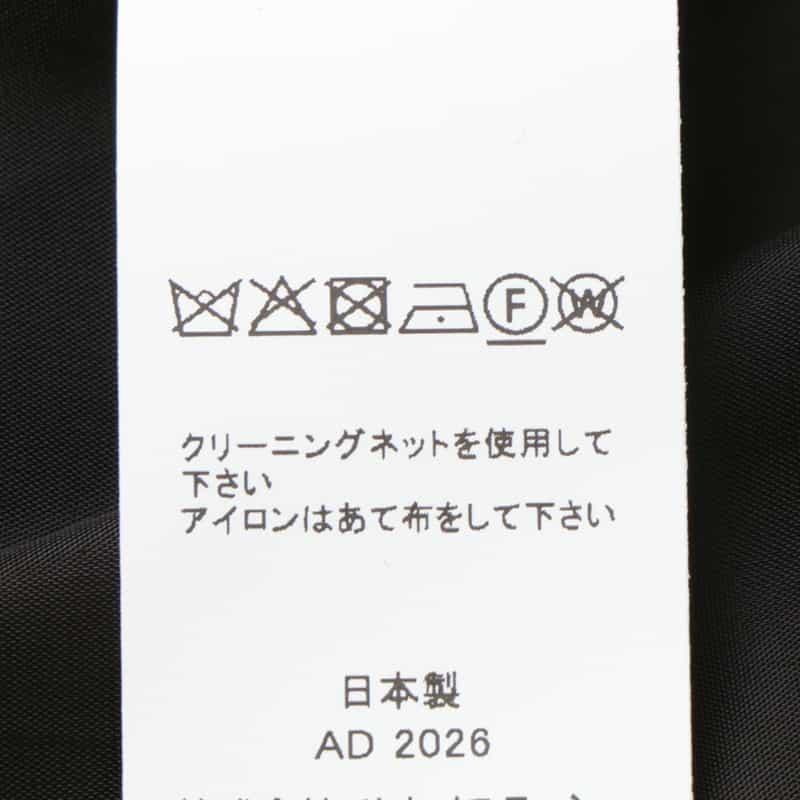 F W
クリーニングネットを使用して
下さい
アイロンはあて布をして下さい
日本製
AD 2026